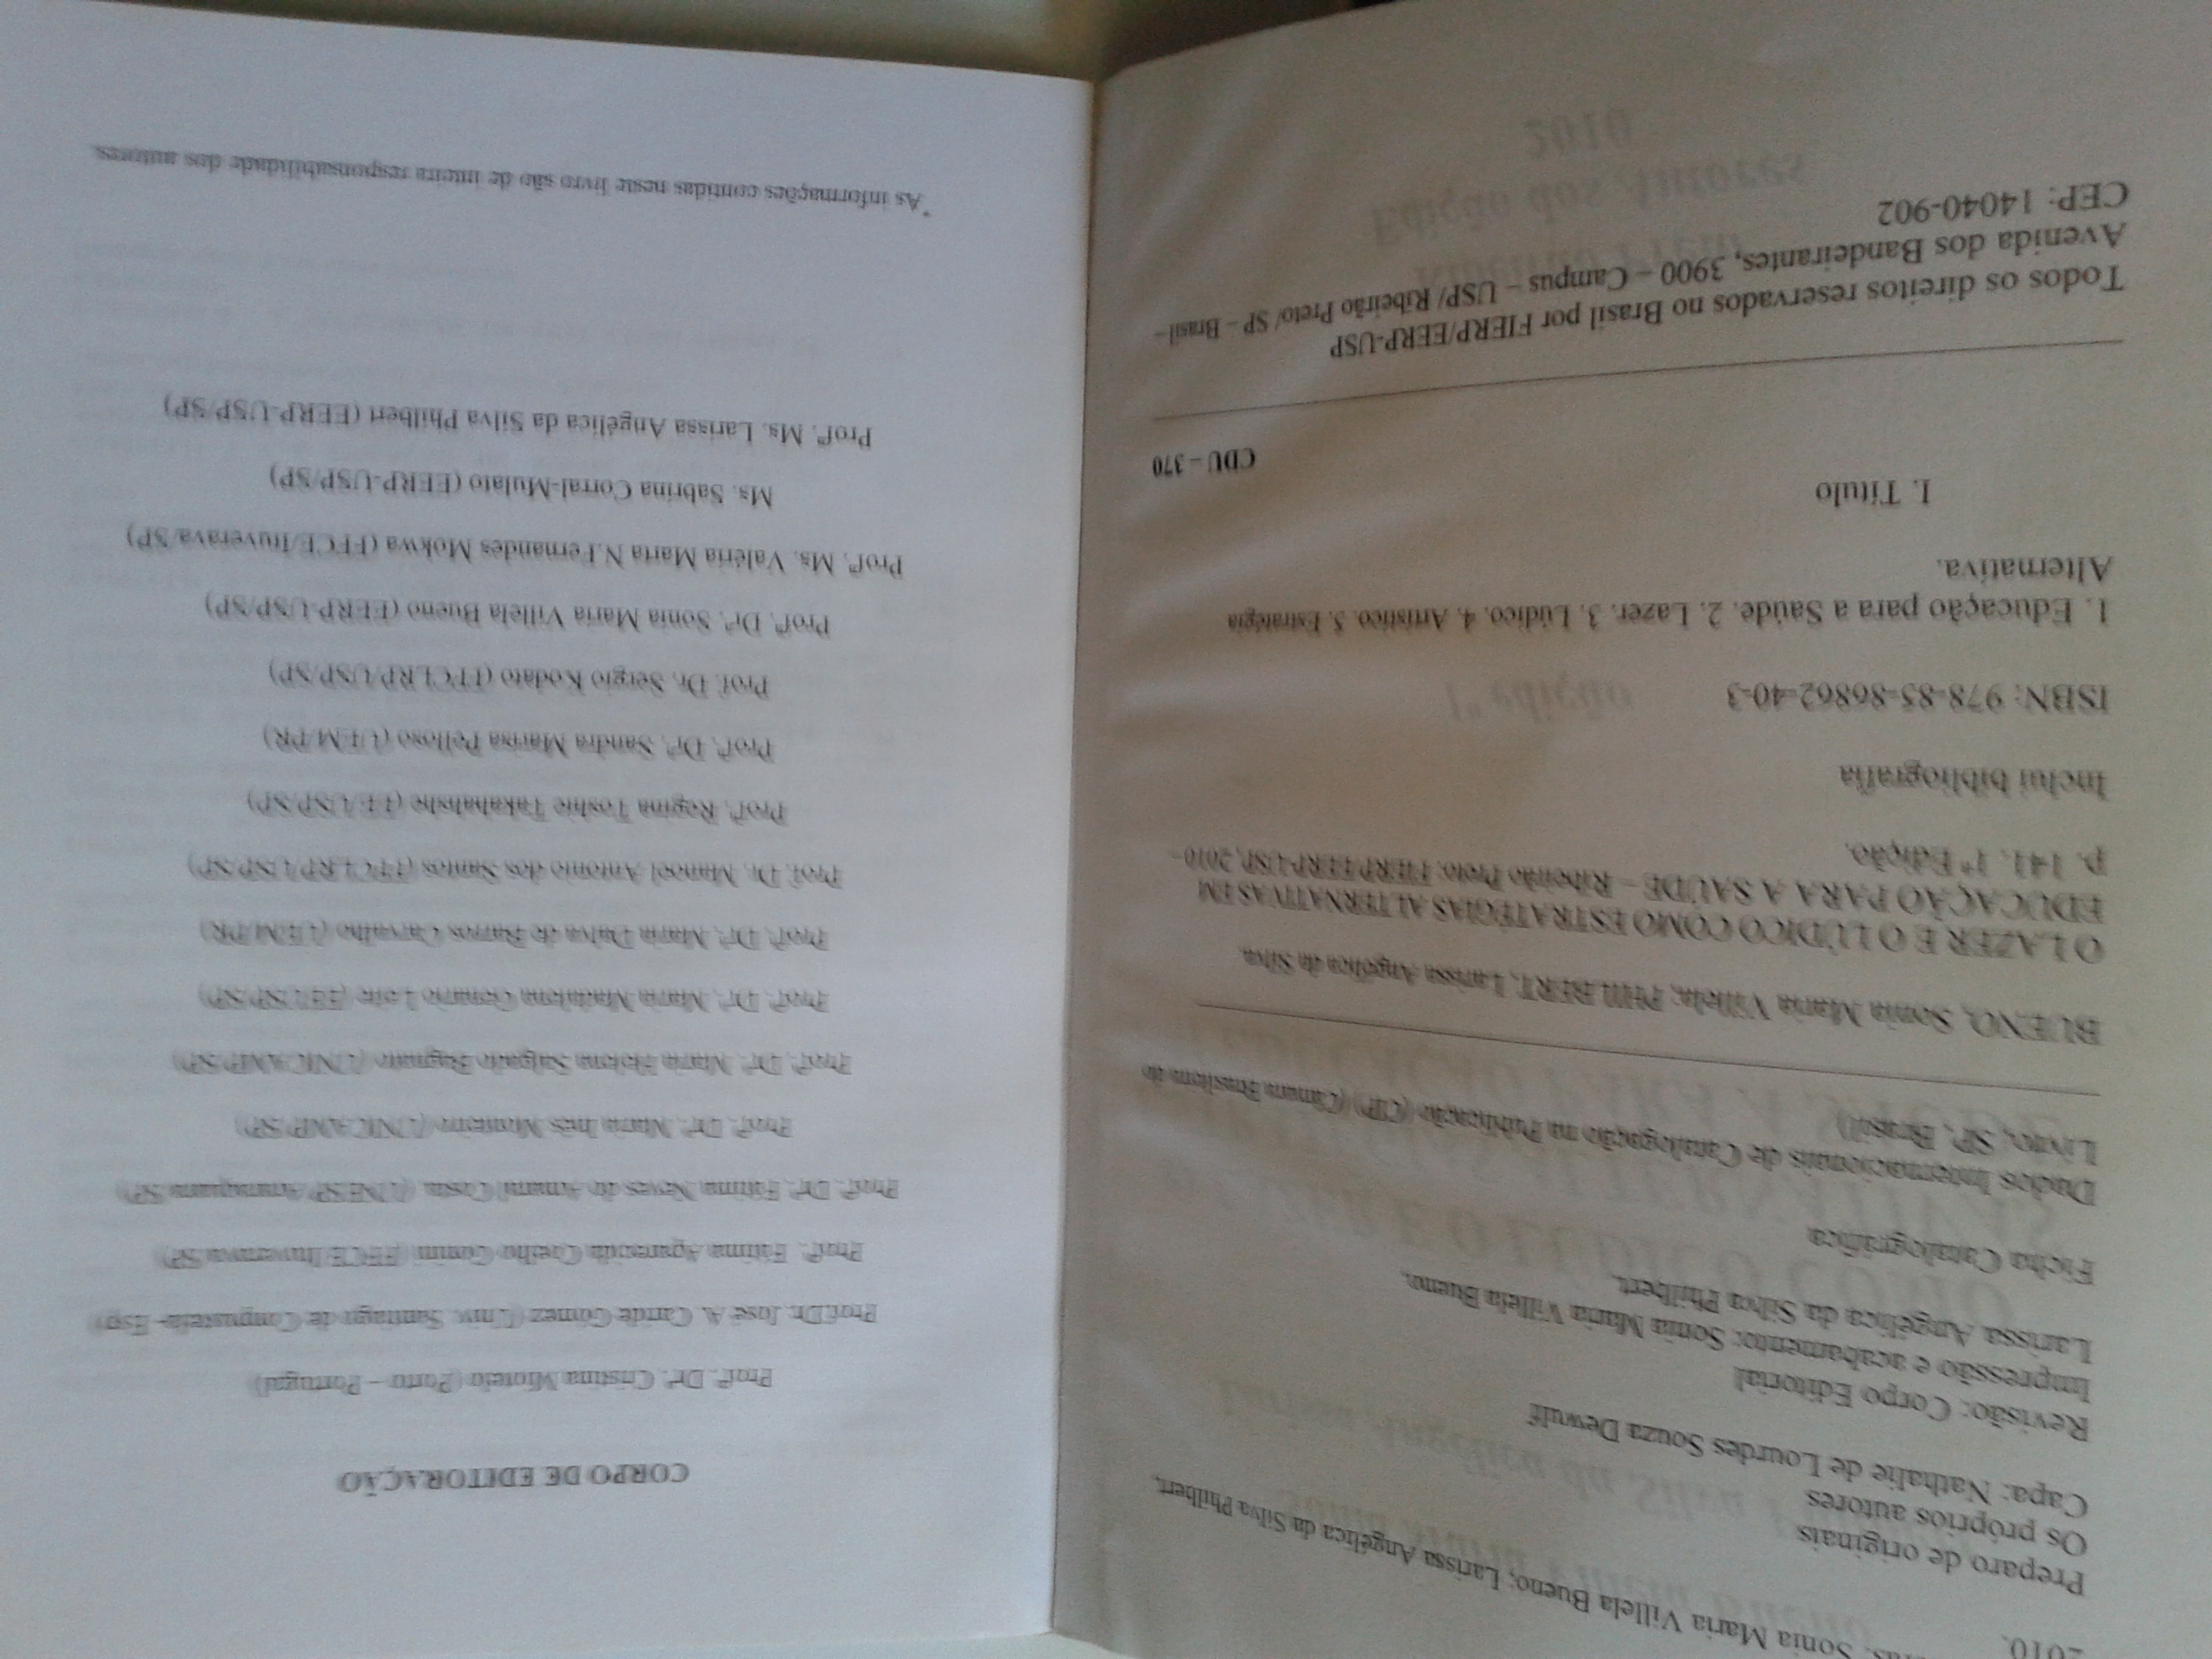 2010. Sonia Maria Villela Bueno; Larissa Angélica da Silva Philbert,
Preparo de originais
Os próprios autores
Capa: Nathalie de Lourdes Souza Dewulf
Revisão: Corpo Editorial
Impressão e acabamento: Sonia Maria Villela Bueno,
Larissa Angélica da Silva Philbert,
Ficha Catalográfica
Dados Internacionais de Catalogação na Publicação (CIP) (Câmara Brasileira do
Livro, SP, Brasil)
BUENO, Sonia Maria Villela; PHILBERT, Larissa Angélica da Silva.
O LAZER E O LÚDICO COMO ESTRATÉGIAS ALTERNATIVAS EM
EDUCAÇÃO PARA A SAÚDE – Ribeirão Preto: FIERP/EERP-USP, 2010 –
p. 141. 1ª Edição.
Inclui bibliografia
ISBN: 978-85-86862-40-3
1. Educação para a Saúde. 2. Lazer. 3. Lúdico. 4. Artístico. 5. Estratégia
Alternativa.
I. Título
CDU – 370
Todos os direitos reservados no Brasil por FIERP/EERP-USP
Avenida dos Bandeirantes, 3900 – Campus – USP/ Ribeirão Preto/ SP – Brasil –
CEP: 14040-902
CORPO DE EDITORAÇÃO
Profª. Drª. Cristina Miotelo (Porto – Portugal)
Prof.Dr. José A. Caride Gómez (Univ. Santiago de Compostela- Esp)
Profª. Fátima Aparecida Coelho Gonini (FFCE/Ituverava/SP)
Profª. Drª. Fátima Neves do Amaral Costa (UNESP/Araraquara/SP)
Profª. Drª. Maria Inês Monteiro (UNICAMP/SP)
Profª. Drª. Maria Helena Salgado Bagnato (UNICAMP/SP)
Profª. Drª. Maria Madalena Januário Leite (EEUSP/SP)
Profª. Drª. Maria Dalva de Barros Carvalho (UEM/PR)
Prof. Dr. Manoel Antonio dos Santos (FFCLRP/USP/SP)
Profª. Regina Toshie Takahahshe (EEUSP/SP)
Profª. Drª. Sandra Marisa Pelloso (UEM/PR)
Prof. Dr. Sérgio Kodato (FFCLRP/USP/SP)
Profª. Drª. Sonia Maria Villela Bueno (EERP-USP/SP)
Profª. Ms. Valéria Marta N.Fernandes Mokwa (FFCE/Ituverava/SP)
Ms. Sabrina Corral-Mulato (EERP-USP/SP)
Profª. Ms. Larissa Angélica da Silva Philbert (EERP-USP/SP)
*As informações contidas neste livro são de inteira responsabilidade dos autores.